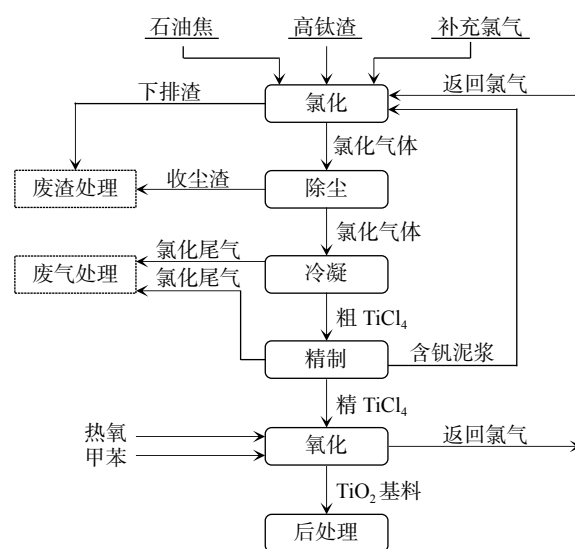 石油焦
高钛渣
补充氯气
下排渣
氯化
返回氯气
氯化气体
废渣处理
收尘渣
除尘
氯化气体
氯化尾气
废气处理
氯化尾气
冷凝
粗 TiCl4
精制
含钒泥浆
精 TiCl4
热氧
甲苯
氧化
返回氯气
TiO2 基料
后处理